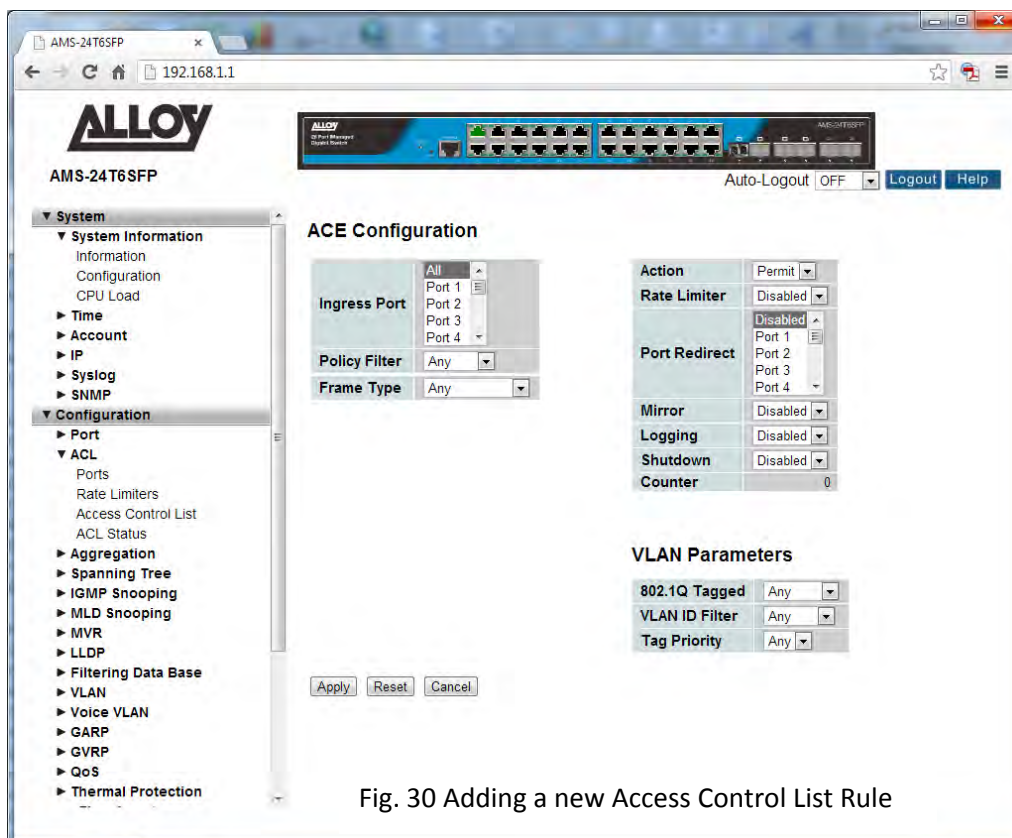 AMS-24T6SFP
192.168.1.1
ALLOY
AMS-24T6SFP
ALLOY
AMS-24T6SFP
Auto-Logout OFF Logout Help
System
System Information
Information
Configuration
CPU Load
Time
Account
IP
Syslog
SNMP
Configuration
Port
ACL
Ports
Rate Limiters
Access Control List
ACL Status
Aggregation
Spanning Tree
IGMP Snooping
MLD Snooping
MVR
LLDP
Filtering Data Base
VLAN
Voice VLAN
GARP
GVRP
QoS
Thermal Protection
ACE Configuration
Ingress Port
All
Port 1
Port 2
Port 3
Port 4
Policy Filter Any
Frame Type Any
Action Permit
Rate Limiter Disabled
Port Redirect
Disabled
Port 1
Port 2
Port 3
Port 4
Mirror Disabled
Logging Disabled
Shutdown Disabled
Counter 0
VLAN Parameters
802.1Q Tagged Any
VLAN ID Filter Any
Tag Priority Any
Apply Reset Cancel
Fig. 30 Adding a new Access Control List Rule